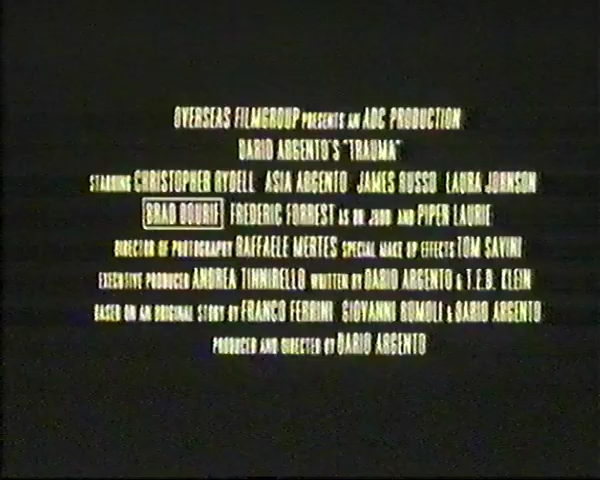 OVERSEAS FILMGROUP PRESENTS AN ADC PRODUCTION
DARIO ARGENTO'S "TRAUMA"
STARRING CHRISTOPHER RYDELL ASIA ARGENTO JAMES RUSSO LAURA JOHNSON
BRAD DOURIF FREDERIC FORREST AS DR. JUDD AND PIPER LAURIE
DIRECTOR OF PHOTOGRAPHY RAFFAELE MERTES SPECIAL MAKE UP EFFECTS TOM SAVINI
EXECUTIVE PRODUCER ANDREA TINNIRELLO WRITTEN BY DARIO ARGENTO & T.E.D. KLEIN
BASED ON AN ORIGINAL STORY BY FRANCO FERRINI GIOVANNI ROMOLI & DARIO ARGENTO
PRODUCED AND DIRECTED BY DARIO ARGENTO